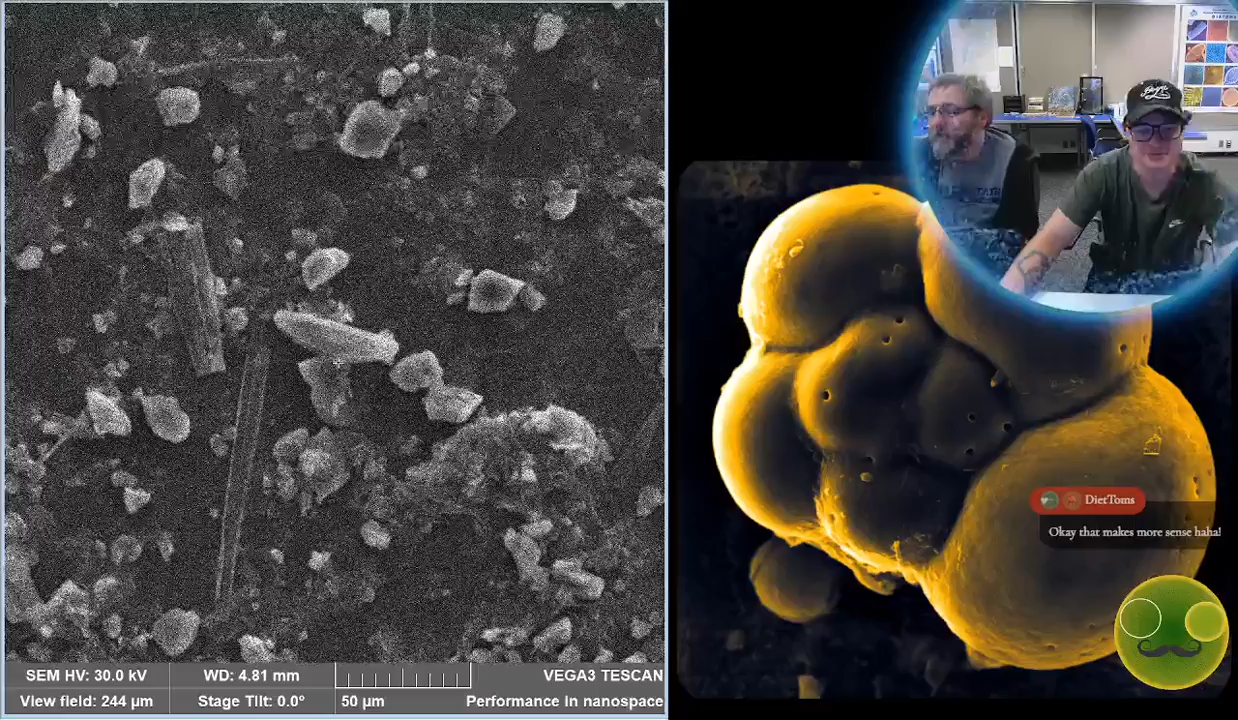 SEM HV: 30.0 kV
WD: 4.81 mm
VEGA3 TESCAN
View field: 244 µm
Stage Tilt: 0.0°
50 µm
Performance in nanospace
DietToms
Okay that makes more sense haha!